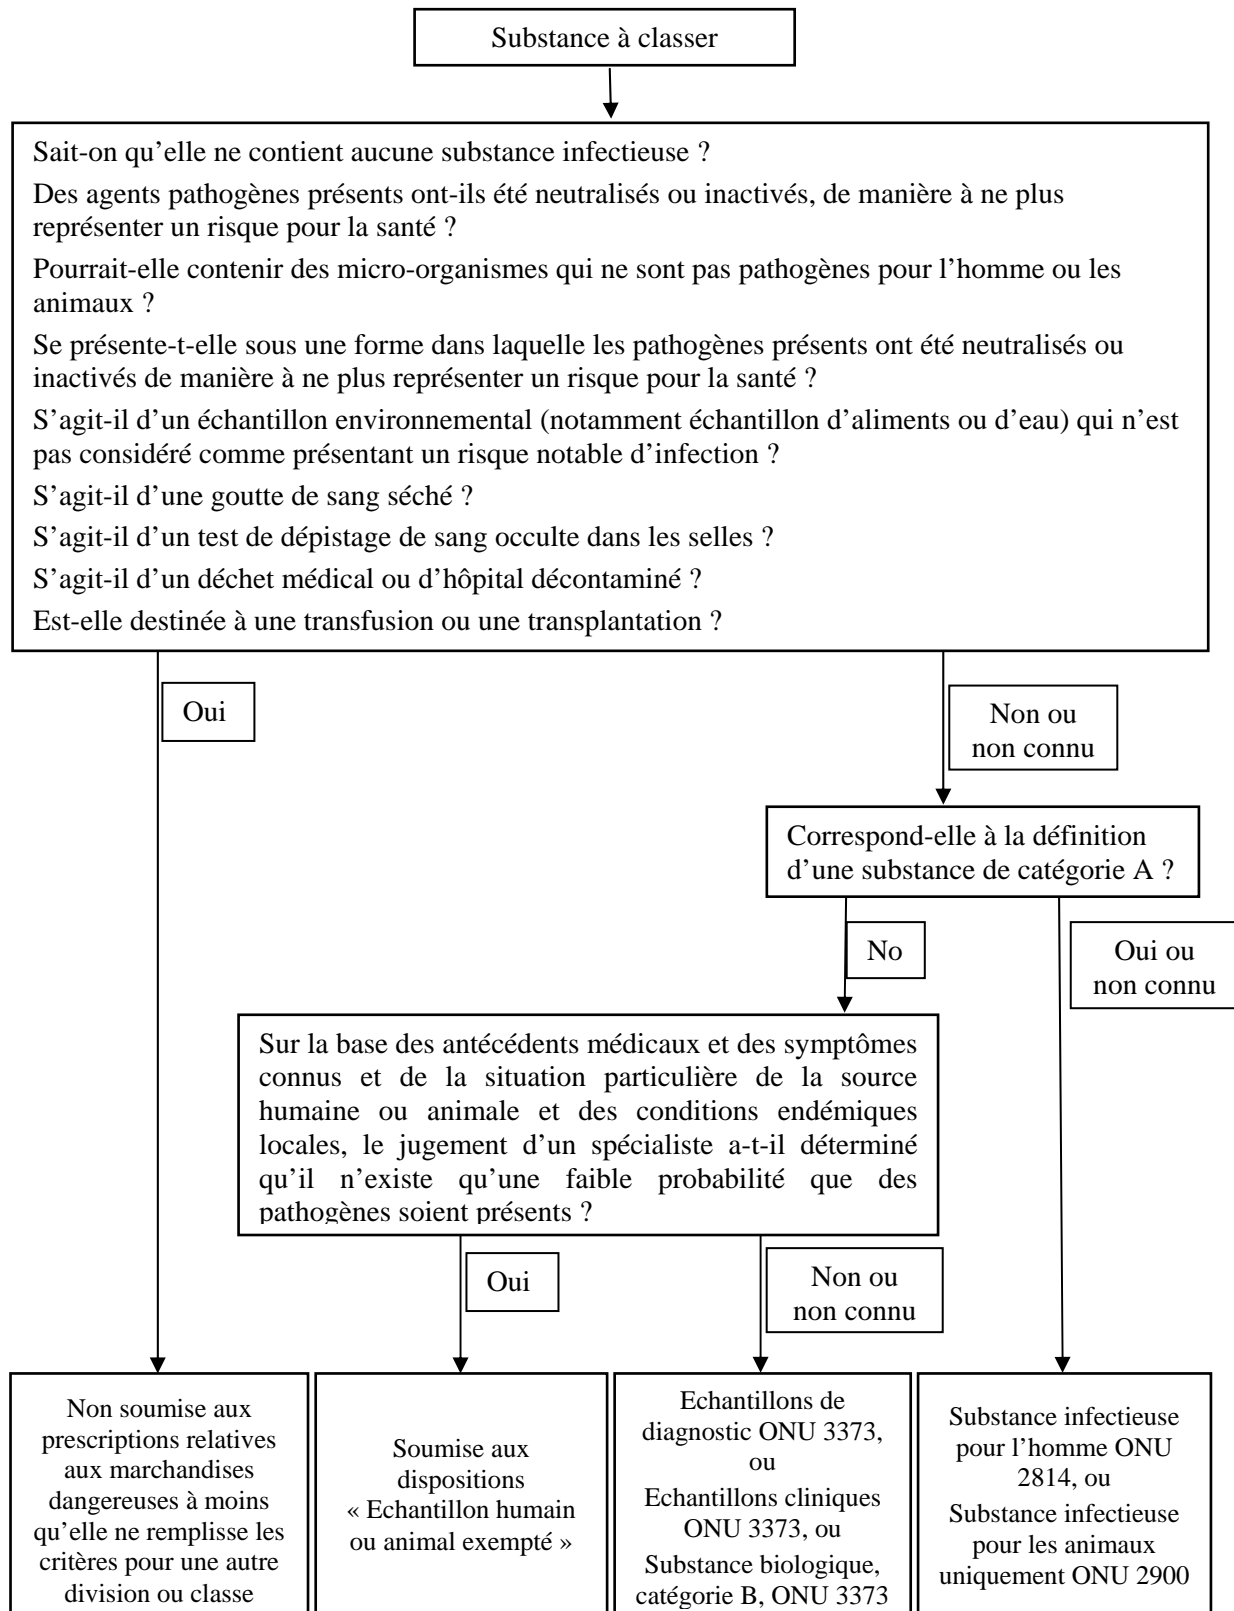 Substance à classer
Sait-on qu’elle ne contient aucune substance infectieuse ?
Des agents pathogènes présents ont-ils été neutralisés ou inactivés, de manière à ne plus
représenter un risque pour la santé ?
Pourrait-elle contenir des micro-organismes qui ne sont pas pathogènes pour l’homme ou les
animaux ?
Se présente-t-elle sous une forme dans laquelle les pathogènes présents ont été neutralisés ou
inactivés de manière à ne plus représenter un risque pour la santé ?
S’agit-il d’un échantillon environnemental (notamment échantillon d’aliments ou d’eau) qui n’est
pas considéré comme présentant un risque notable d’infection ?
S’agit-il d’une goutte de sang séché ?
S’agit-il d’un test de dépistage de sang occulte dans les selles ?
S’agit-il d’un déchet médical ou d’hôpital décontaminé ?
Est-elle destinée à une transfusion ou une transplantation ?
Oui
Non ou
non connu
Correspond-elle à la définition
d’une substance de catégorie A ?
No
Oui ou
non connu
Sur la base des antécédents médicaux et des symptômes
connus et de la situation particulière de la source
humaine ou animale et des conditions endémiques
locales, le jugement d’un spécialiste a-t-il déterminé
qu’il n’existe qu’une faible probabilité que des
pathogènes soient présents ?
Oui
Non ou
non connu
Non soumise aux
prescriptions relatives
aux marchandises
dangereuses à moins
qu’elle ne remplisse les
critères pour une autre
division ou classe
Soumise aux
dispositions
« Echantillon humain
ou animal exempté »
Echantillons de
diagnostic ONU 3373,
ou
Echantillons cliniques
ONU 3373, ou
Substance biologique,
catégorie B, ONU 3373
Substance infectieuse
pour l’homme ONU
2814, ou
Substance infectieuse
pour les animaux
uniquement ONU 2900